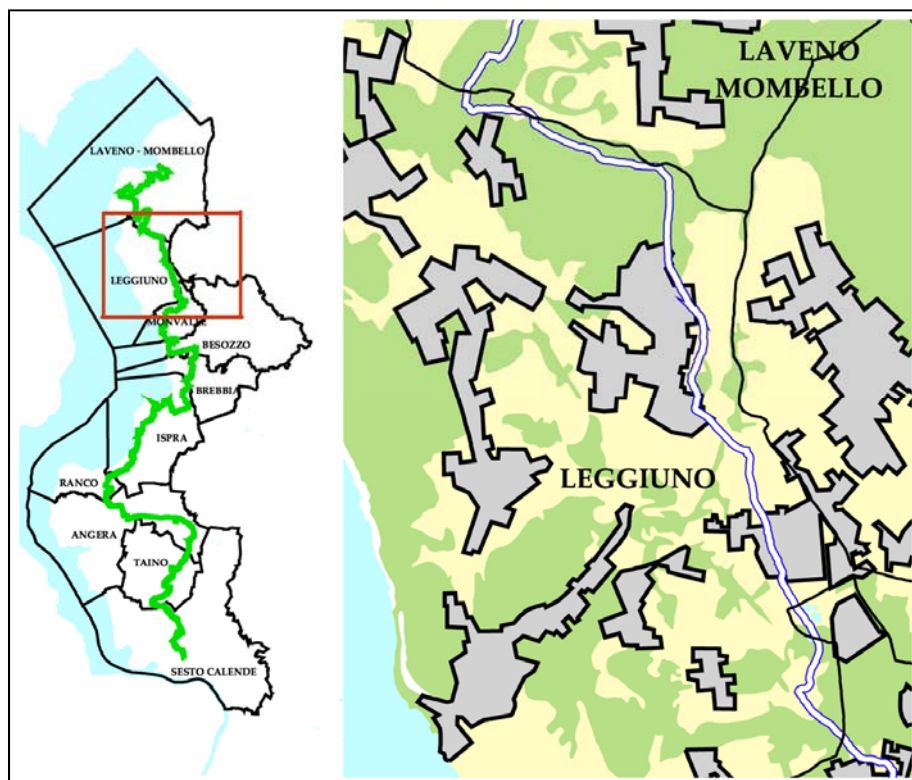 LAVENO - MOMBELLO
LEGGIUNO
MONVALLE
BESOZZO
BREBBIA
ISPRA
RANCO
ANGERA
TAINO
SESTO CALENDE
LAVENO
MOMBELLO
LEGGIUNO